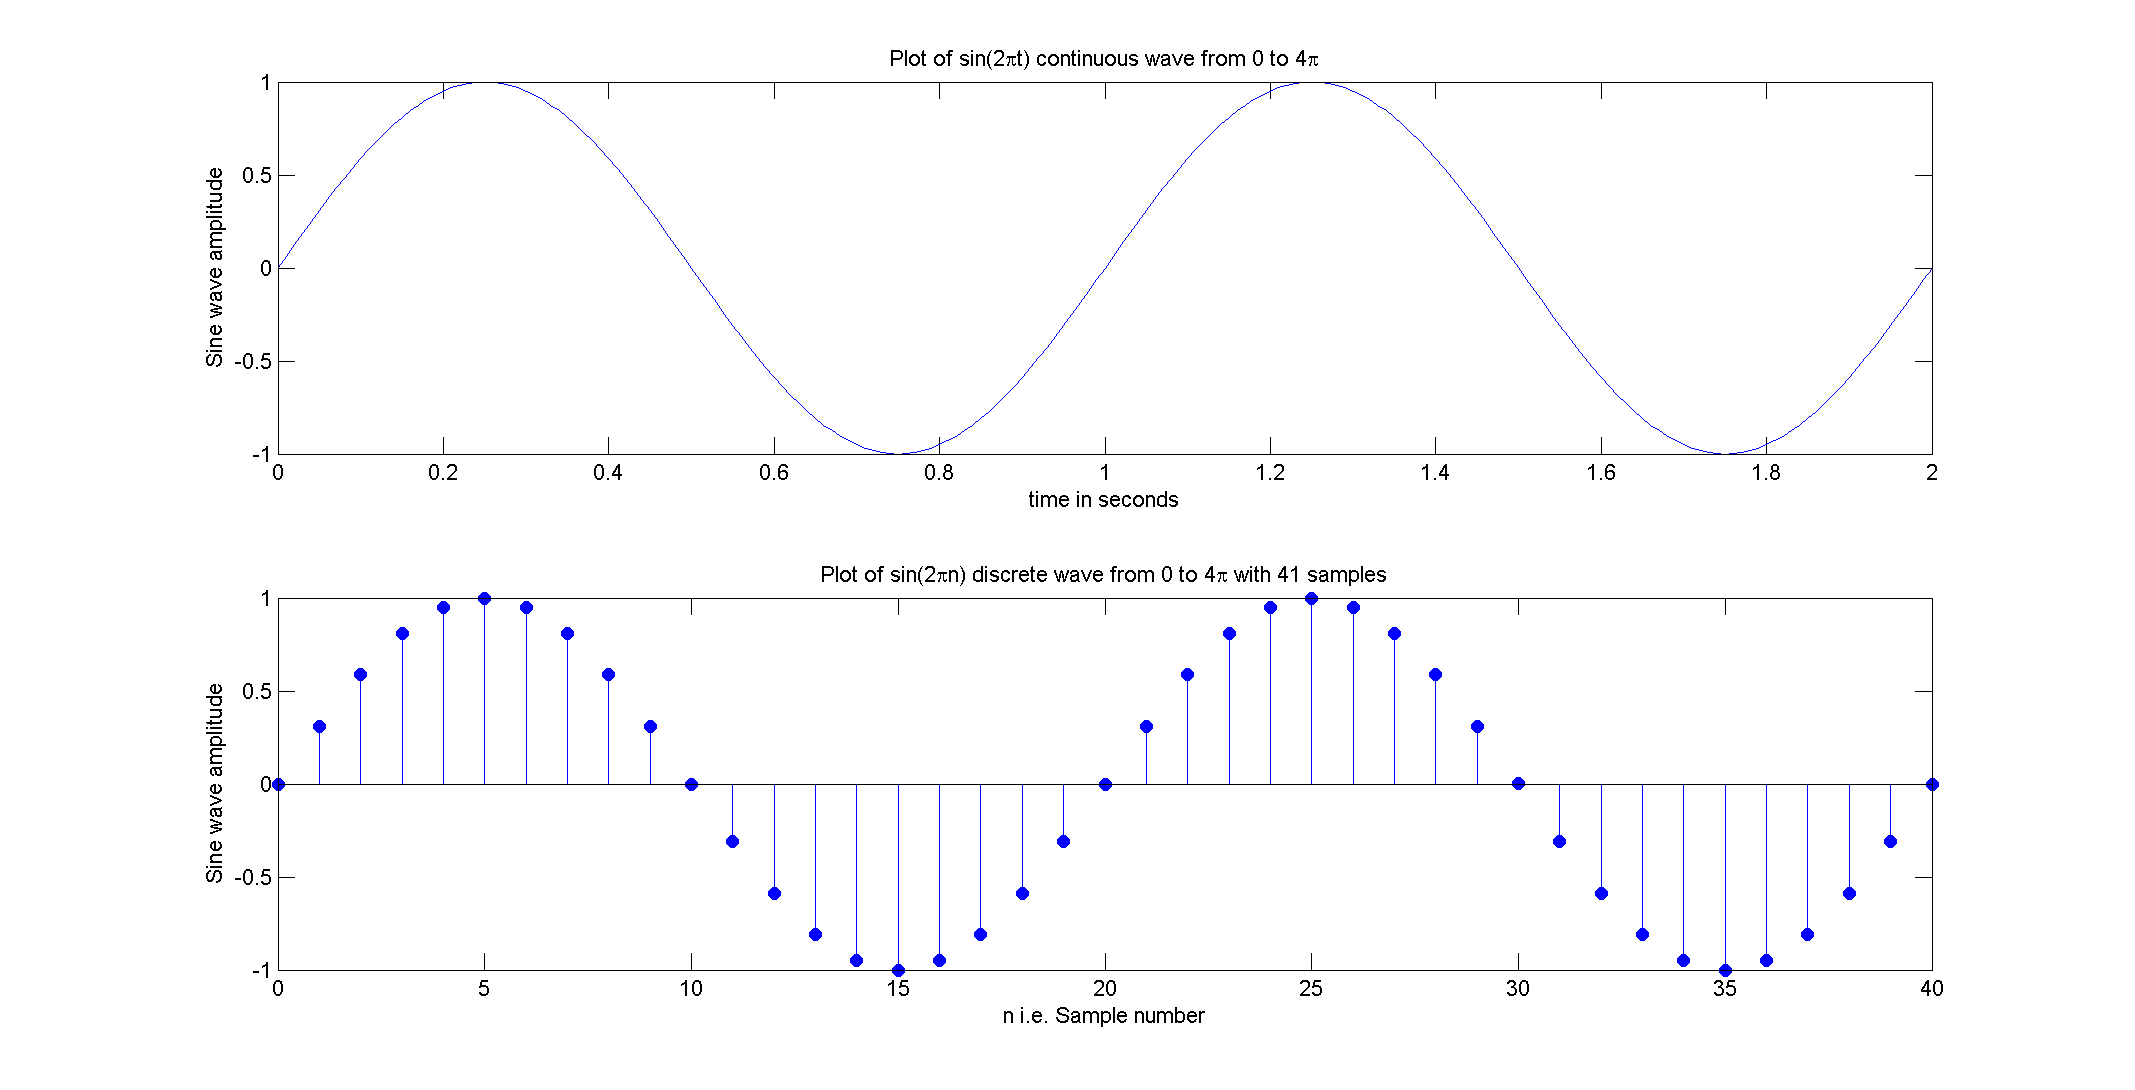 Plot of sin(2πt) continuous wave from 0 to 4π
1
0.5
0
-0.5
-1
Sine wave amplitude
0 0.2 0.4 0.6 0.8 1 1.2 1.4 1.6 1.8 2
time in seconds
Plot of sin(2πn) discrete wave from 0 to 4π with 41 samples
1
0.5
0
-0.5
-1
Sine wave amplitude
0 5 10 15 20 25 30 35 40
n i.e. Sample number